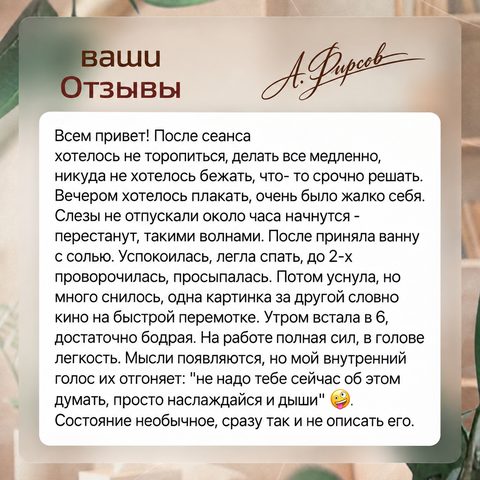 ваши
Отзывы
А. Фирсов
Всем привет! После сеанса
хотелось не торопиться, делать все медленно,
никуда не хотелось бежать, что- то срочно решать.
Вечером хотелось плакать, очень было жалко себя.
Слезы не отпускали около часа начнутся -
перестанут, такими волнами. После приняла ванну
с солью. Успокоилась, легла спать, до 2-х
проворочилась, просыпалась. Потом уснула, но
много снилось, одна картинка за другой словно
кино на быстрой перемотке. Утром встала в 6,
достаточно бодрая. На работе полная сил, в голове
легкость. Мысли появляются, но мой внутренний
голос их отгоняет: "не надо тебе сейчас об этом
думать, просто наслаждайся и дыши" 🤪.
Состояние необычное, сразу так и не описать его.